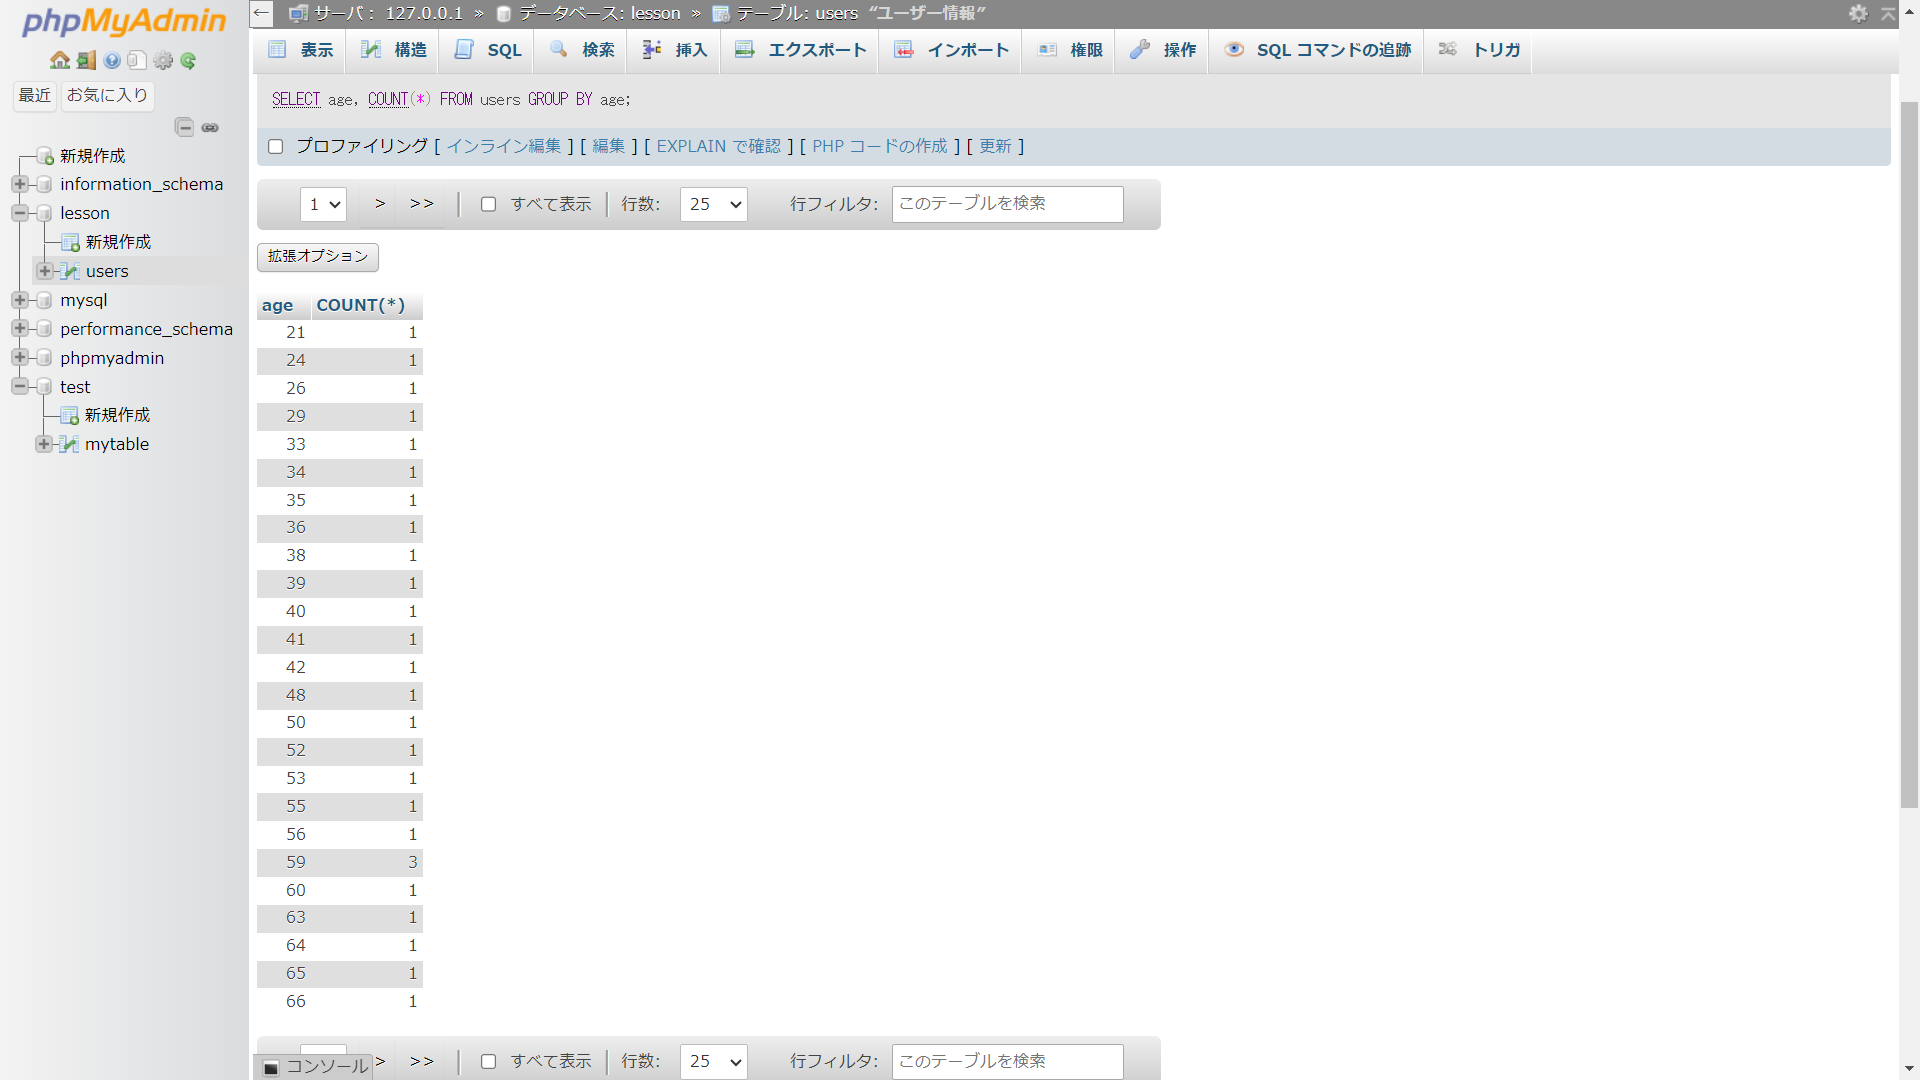 phpMyAdmin
最近 お気に入り
新規作成
information_schema
lesson
新規作成
users
mysql
performance_schema
phpmyadmin
test
新規作成
mytable
← サーバ: 127.0.0.1 » データベース: lesson » テーブル: users “ユーザー情報”
表示 構造 SQL 検索 挿入 エクスポート インポート 権限 操作 SQL コマンドの追跡 トリガ
SELECT age, COUNT(*) FROM users GROUP BY age;
プロファイリング [ インライン編集 ] [ 編集 ] [ EXPLAIN で確認 ] [ PHP コードの作成 ] [ 更新 ]
1 > >> | すべて表示 | 行数: 25 行フィルタ: このテーブルを検索
拡張オプション
age COUNT(*)
21 1
24 1
26 1
29 1
33 1
34 1
35 1
36 1
38 1
39 1
40 1
41 1
42 1
48 1
50 1
52 1
53 1
55 1
56 1
59 3
60 1
63 1
64 1
65 1
66 1
> >> | すべて表示 | 行数: 25 行フィルタ: このテーブルを検索
コンソール